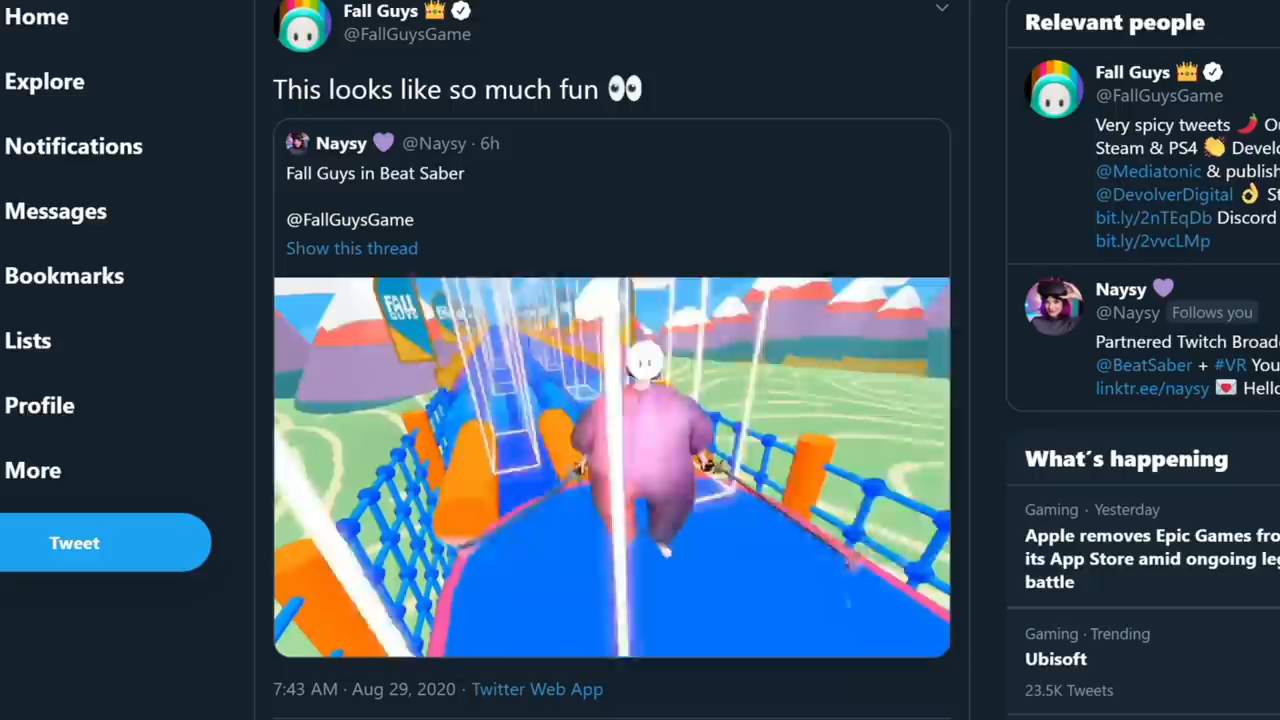 Home
Explore
Notifications
Messages
Bookmarks
Lists
Profile
More
Tweet
Fall Guys 👑
@FallGuysGame
This looks like so much fun 👀
Naysy 💜 @Naysy · 6h
Fall Guys in Beat Saber
@FallGuysGame
Show this thread
7:43 AM · Aug 29, 2020 · Twitter Web App
Relevant people
Fall Guys 👑
@FallGuysGame
Very spicy tweets 🌶️ O
Steam & PS4 👏 Develo
@Mediatonic & publish
@DevolverDigital 👌 St
bit.ly/2nTEqDb Discord
bit.ly/2vvcLMp
Naysy 💜
@Naysy Follows you
Partnered Twitch Broad
@BeatSaber + #VR You
linktr.ee/naysy 💌 Hello
What's happening
Gaming · Yesterday
Apple removes Epic Games fro
its App Store amid ongoing leg
battle
Gaming · Trending
Ubisoft
23.5K Tweets